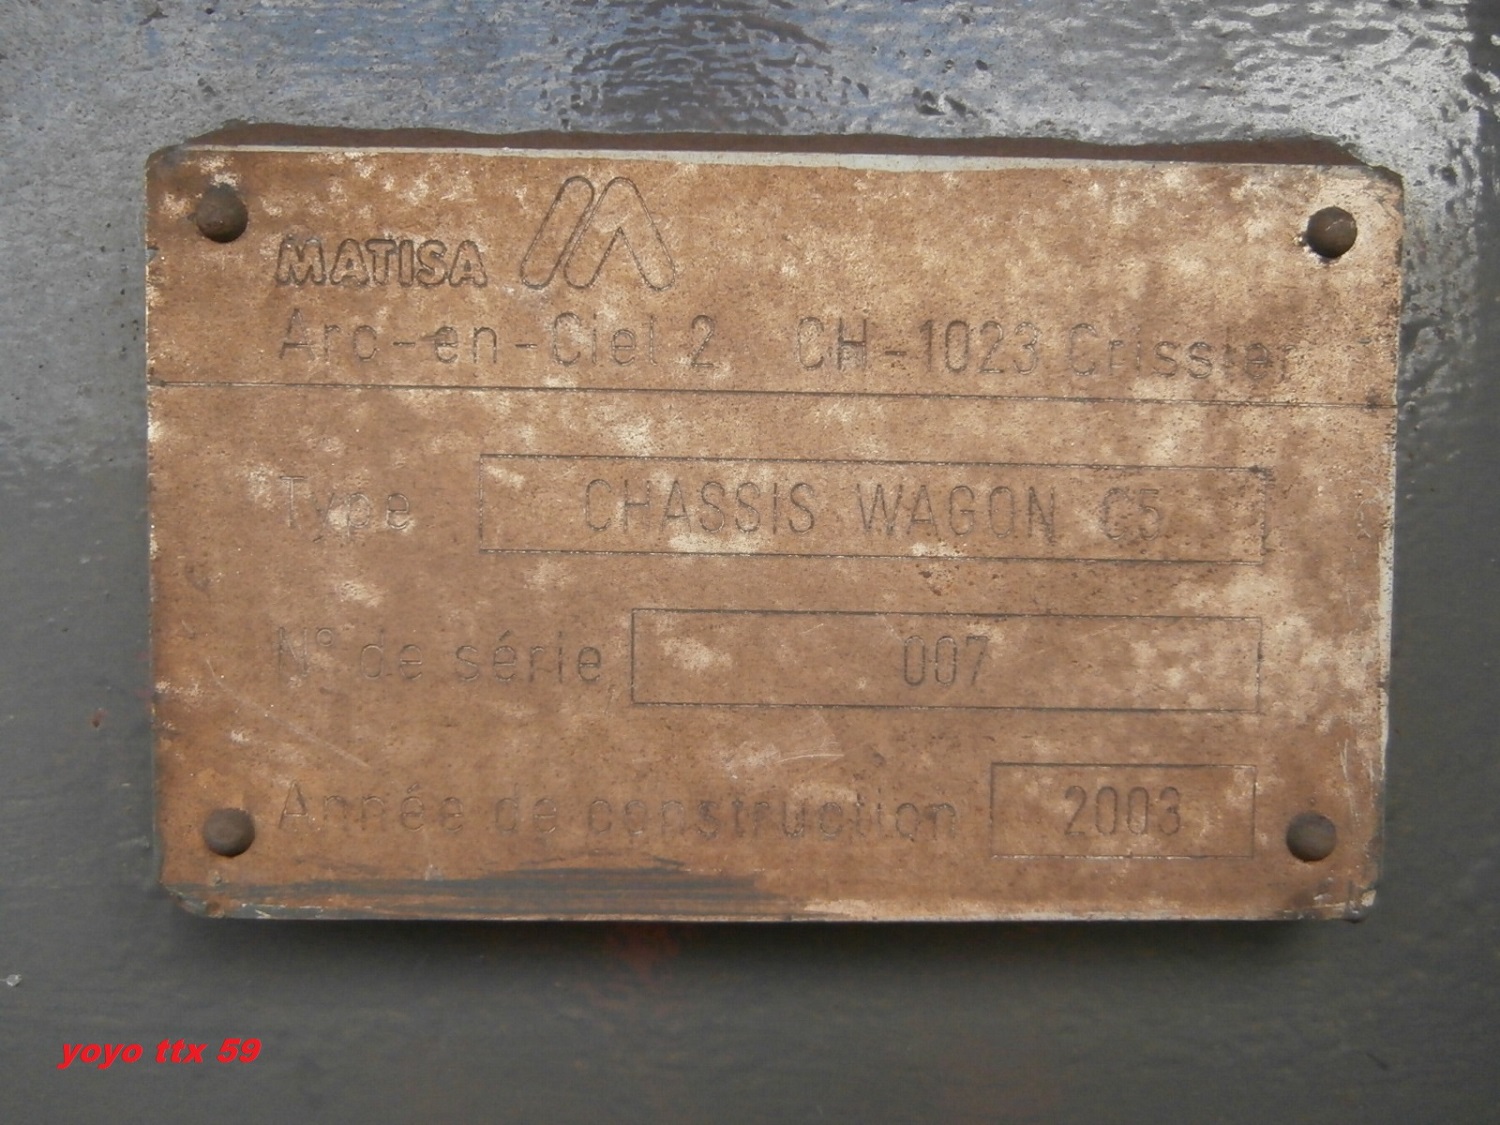 MATISA
Arc-en-Ciel 2 CH-1023 Crissier
Type CHASSIS WAGON C5
N° de série 007
Année de construction 2003
yoyo ttx 59